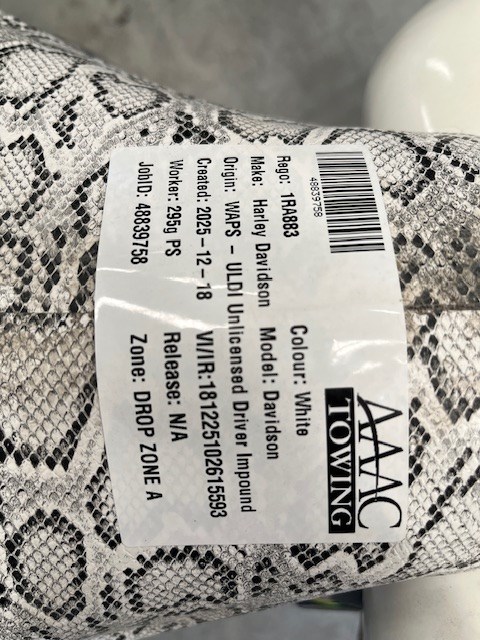 48839758
AAAC
TOWING
Rego: 1RA883 Colour: White
Make: Harley Davidson Model: Davidson
Origin: WAPS - ULDI Unlicensed Driver Impound
Created: 2025-12-18 VI/IR:181225102615593
Worker: 295g PS Release: N/A
JobID: 48839758 Zone: DROP ZONE A